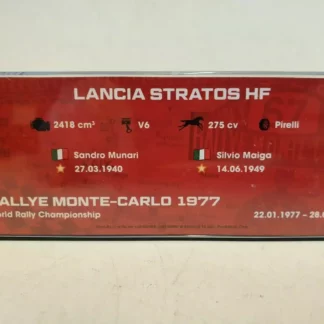 LANCIA STRATOS HF
2418 cm³ V6 275 cv Pirelli
Sandro Munari Silvio Maiga
27.03.1940 14.06.1949
ALLYE MONTE-CARLO 1977
rld Rally Championship 22.01.1977 - 28.0